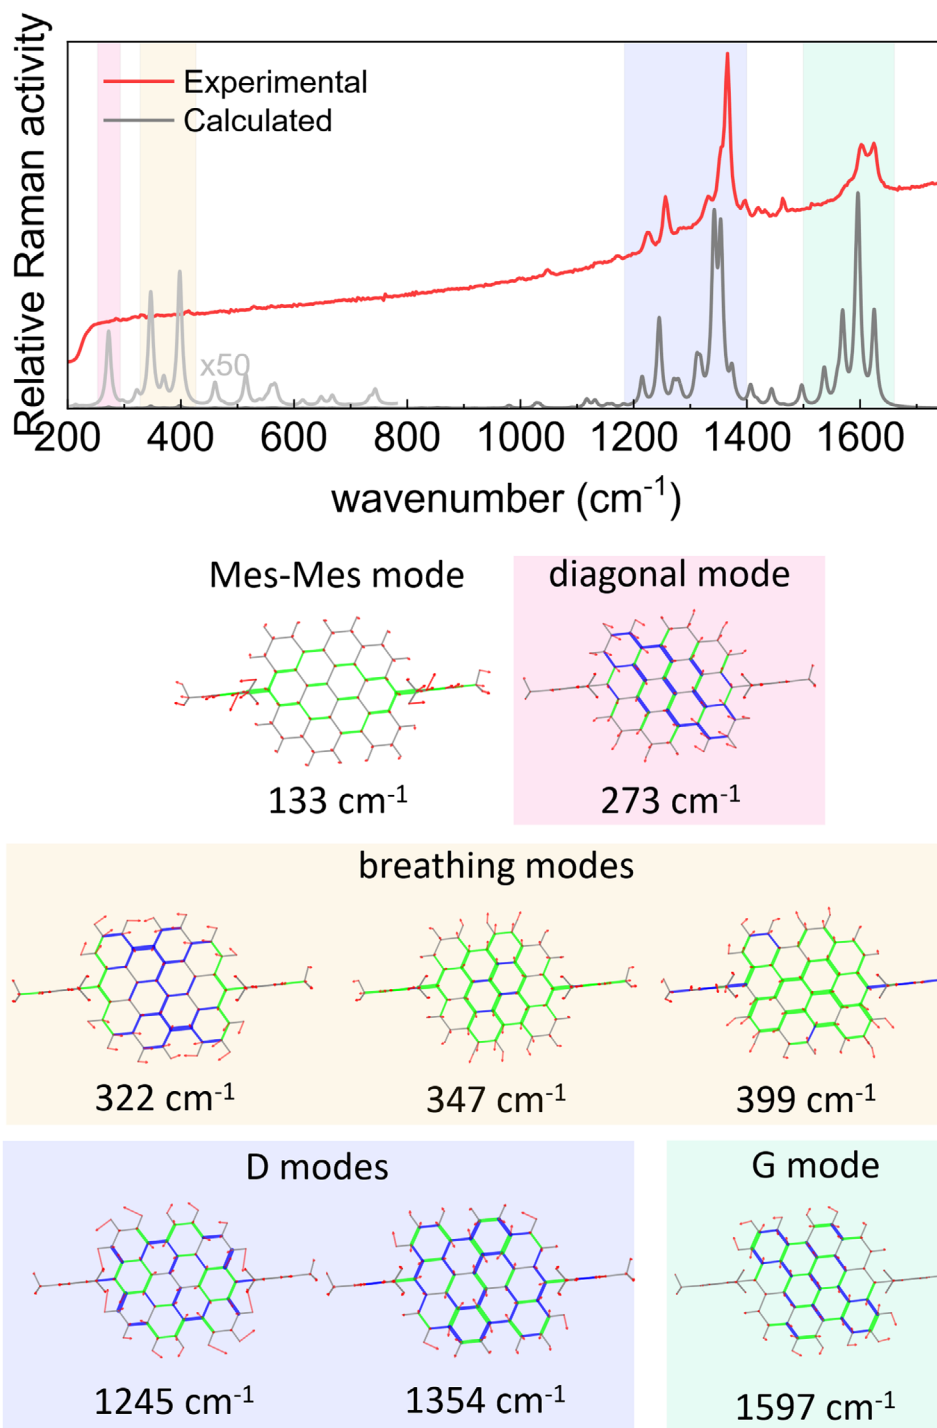 Relative Raman activity
Experimental
Calculated
x50
200 400 600 800 1000 1200 1400 1600
wavenumber (cm-1)
Mes-Mes mode
diagonal mode
133 cm-1
273 cm-1
breathing modes
322 cm-1
347 cm-1
399 cm-1
D modes
G mode
1245 cm-1
1354 cm-1
1597 cm-1